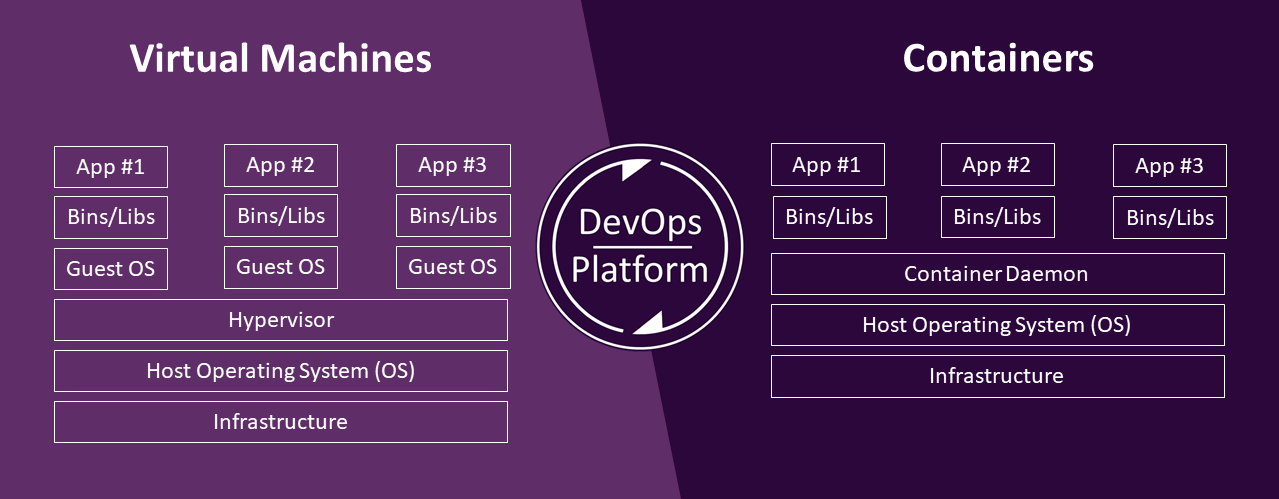 Virtual Machines
App #1 App #2 App #3
Bins/Libs Bins/Libs Bins/Libs
Guest OS Guest OS Guest OS
Hypervisor
Host Operating System (OS)
Infrastructure
DevOps
Platform
Containers
App #1 App #2 App #3
Bins/Libs Bins/Libs Bins/Libs
Container Daemon
Host Operating System (OS)
Infrastructure